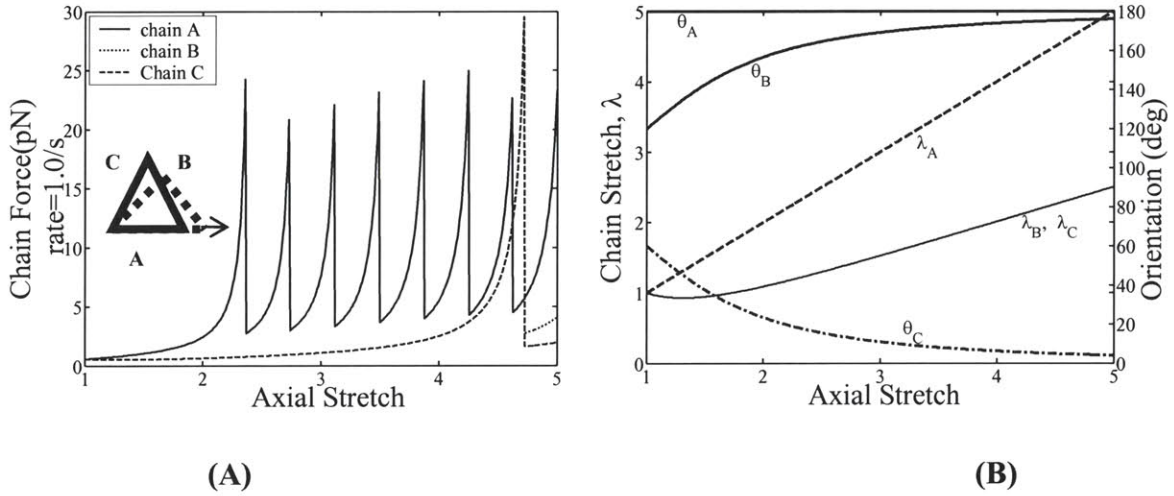 chain A
chain B
Chain C
Chain Force(pN)
rate=1.0/s
30
25
20
15
10
5
0
C
B
A
1
2
3
4
5
Axial Stretch
(A)
Chain Stretch, λ
5
4
3
2
1
0
θA
θB
λA
λB, λC
θC
180
160
140
120
100
80
60
40
20
0
Orientation (deg)
1
2
3
4
5
Axial Stretch
(B)